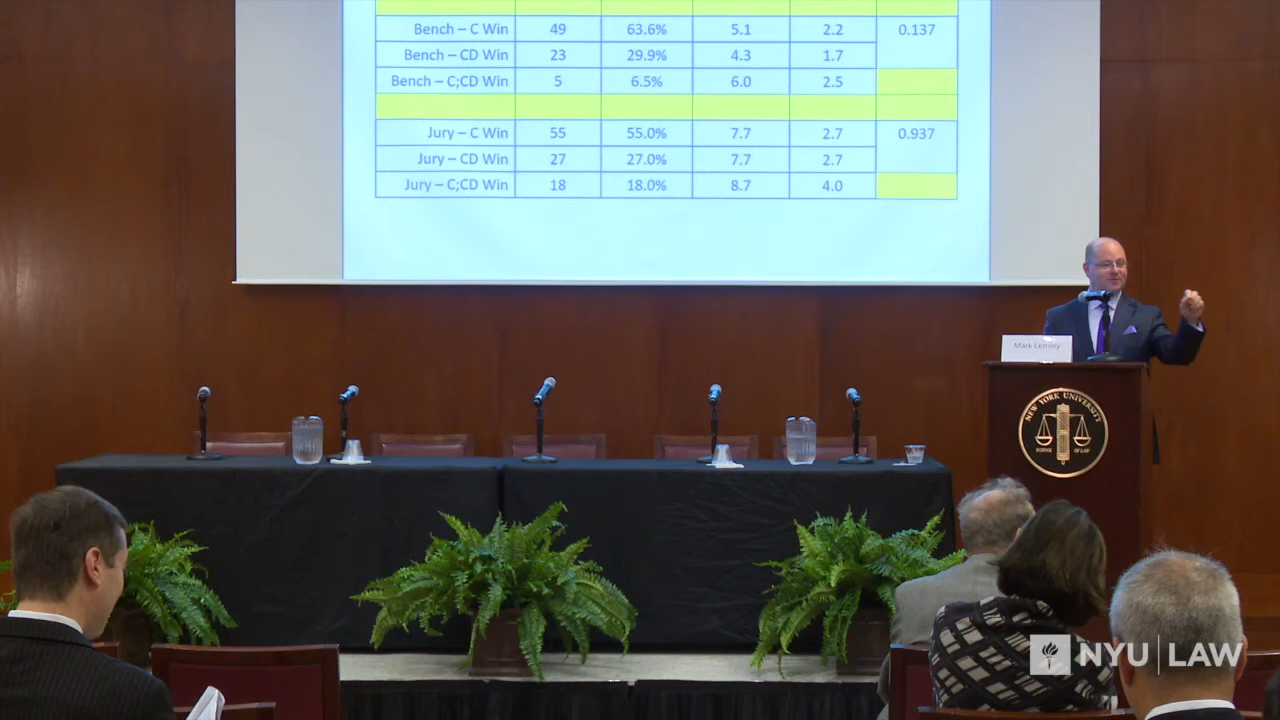 Bench – C Win 49 63.6% 5.1 2.2 0.137
Bench – CD Win 23 29.9% 4.3 1.7
Bench – C;CD Win 5 6.5% 6.0 2.5
Jury – C Win 55 55.0% 7.7 2.7 0.937
Jury – CD Win 27 27.0% 7.7 2.7
Jury – C;CD Win 18 18.0% 8.7 4.0
Mark Lemley
NEW YORK UNIVERSITY
SCHOOL OF LAW
NYU | LAW